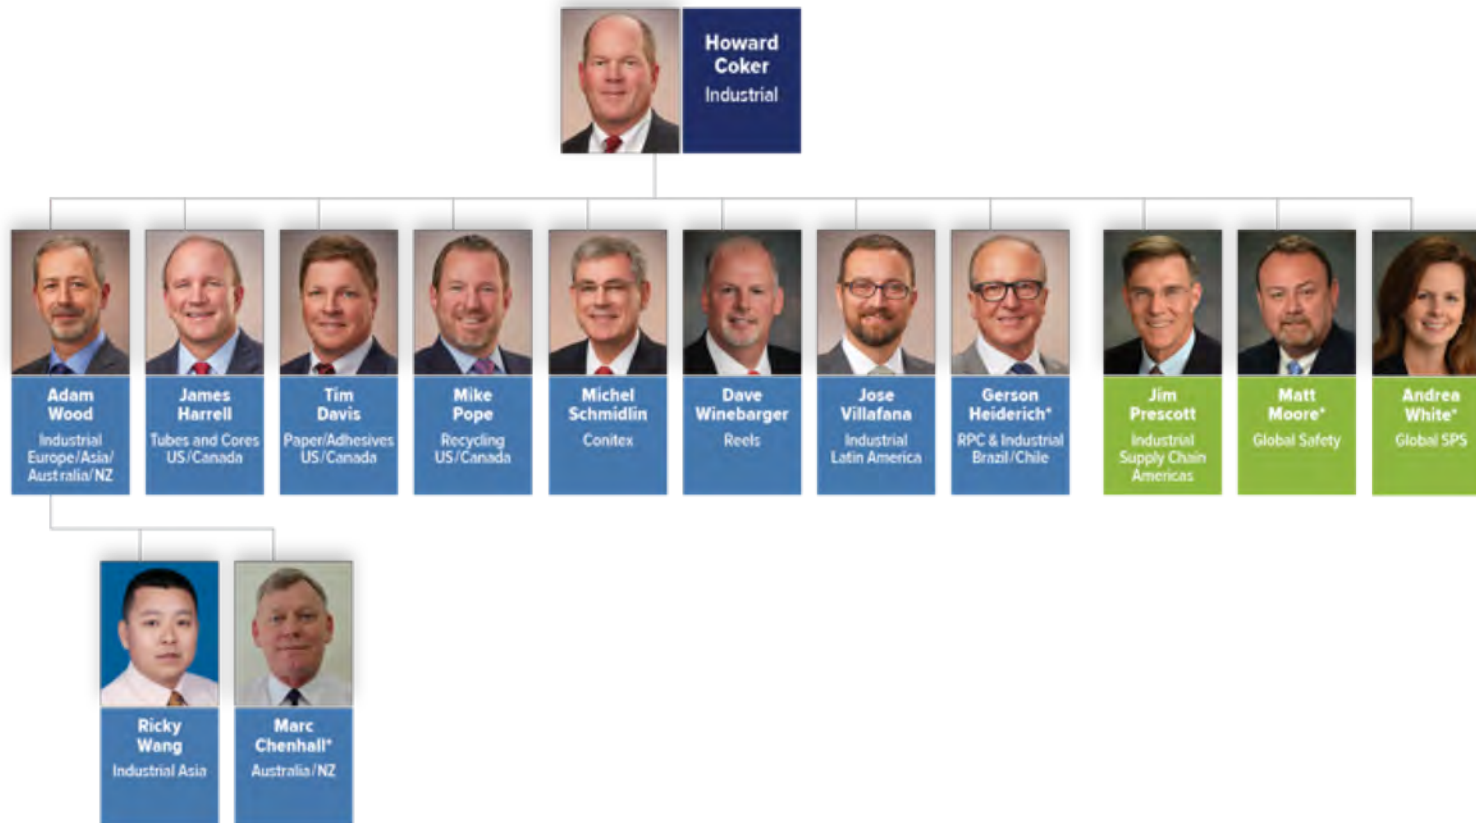 Howard
Coker
Industrial
Adam
Wood
Industrial
Europe/Asia/
Australia/NZ
James
Harrell
Tubes and Cores
US/Canada
Tim
Davis
Paper/Adhesives
US/Canada
Mike
Pope
Recycling
US/Canada
Michel
Schmidlin
Conitex
Dave
Winebarger
Reels
Jose
Villafana
Industrial
Latin America
Gerson
Heiderich*
RPC & Industrial
Brazil/Chile
Jim
Prescott
Industrial
Supply Chain
Americas
Matt
Moore*
Global Safety
Andrea
White*
Global SPS
Ricky
Wang
Industrial Asia
Marc
Chenhall*
Australia/NZ